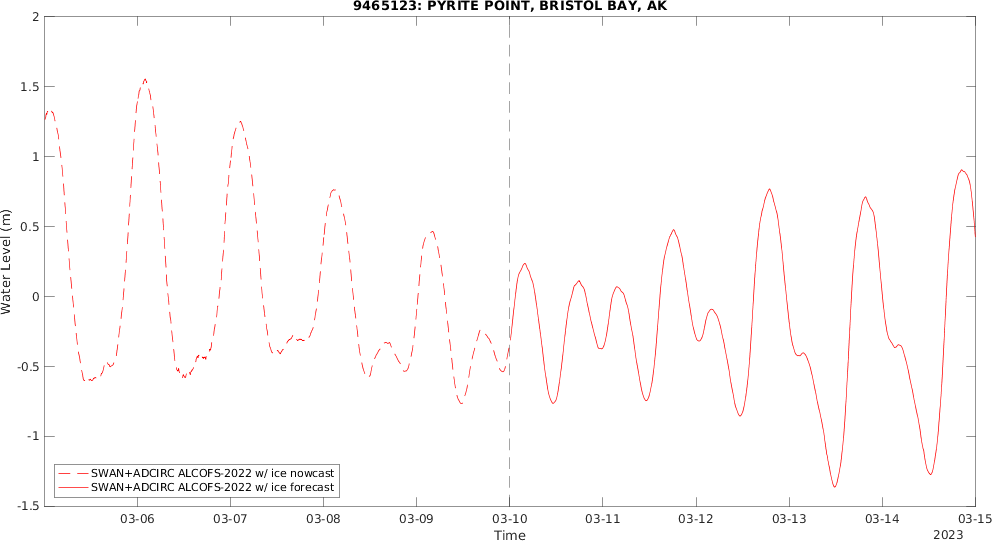 9465123: PYRITE POINT, BRISTOL BAY, AK
2
1.5
1
0.5
0
-0.5
-1
-1.5
Water Level (m)
SWAN+ADCIRC ALCOFS-2022 w/ ice nowcast
SWAN+ADCIRC ALCOFS-2022 w/ ice forecast
03-06 03-07 03-08 03-09 03-10 03-11 03-12 03-13 03-14 03-15
Time
2023